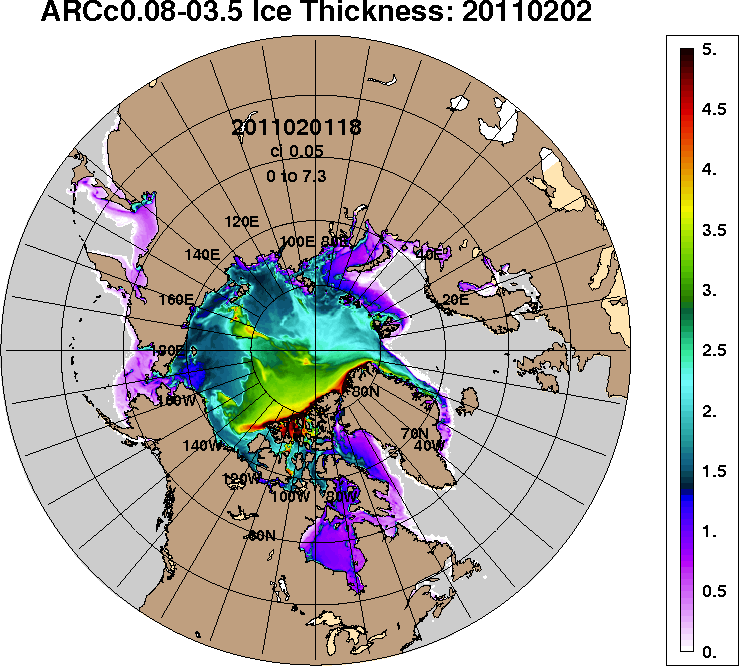 ARCc0.08-03.5 Ice Thickness: 20110202
2011020118
ci 0.05
0 to 7.3
120E
100E
80E
40E
140E
20E
160E
180E
160W
80N
140W
70N
40W
120W
100W
80W
60N
5.
4.5
4.
3.5
3.
2.5
2.
1.5
1.
0.5
0.